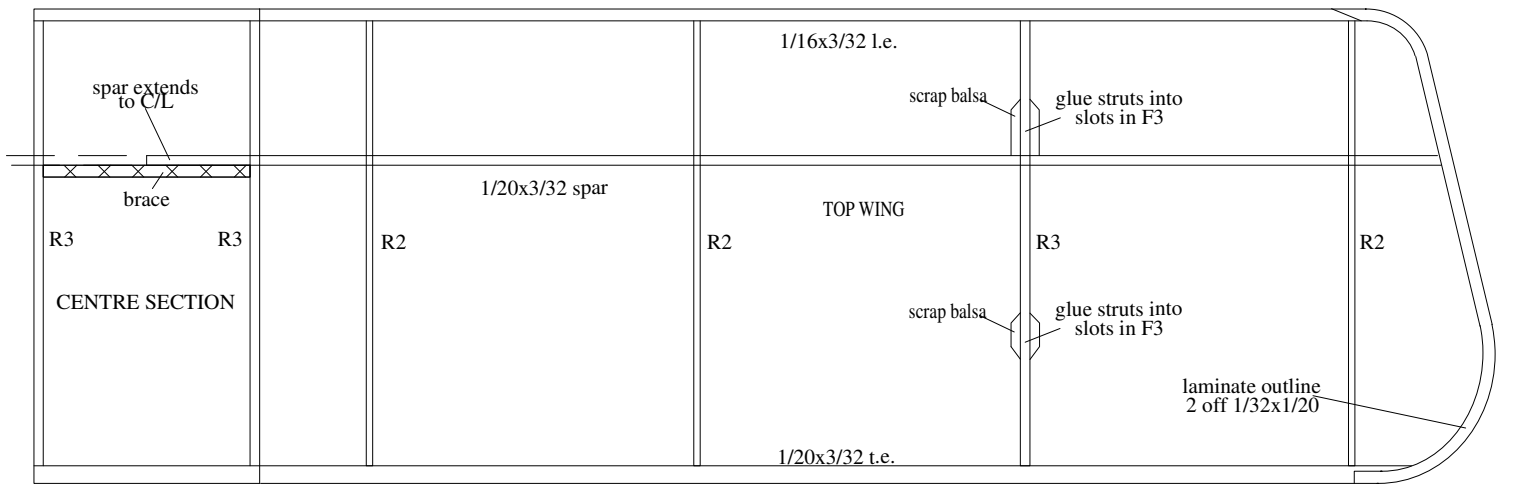 1/16x3/32 l.e.
spar extends
to C/L
scrap balsa
glue struts into
slots in F3
brace
1/20x3/32 spar
TOP WING
R3
R3
R2
R2
R3
R2
CENTRE SECTION
scrap balsa
glue struts into
slots in F3
laminate outline
2 off 1/32x1/20
1/20x3/32 t.e.